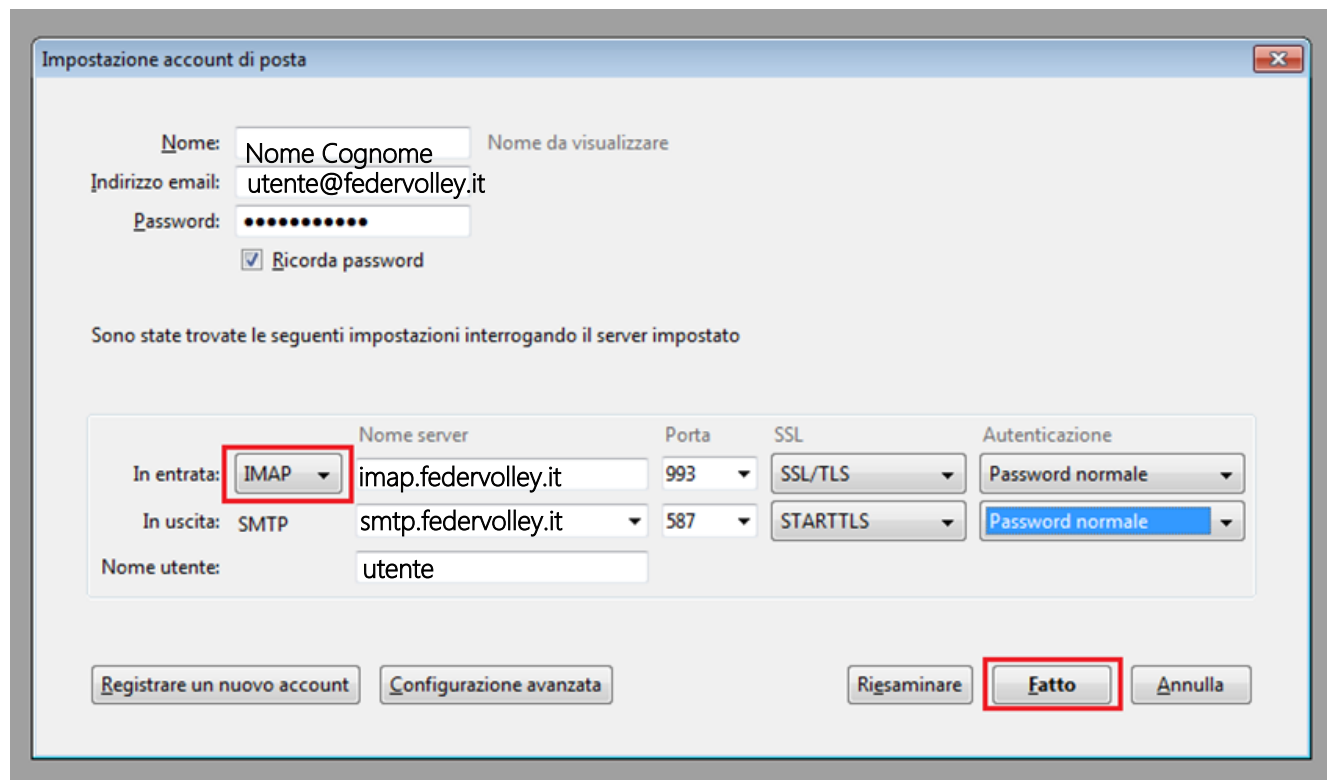 Impostazione account di posta
Nome: Nome Cognome Nome da visualizzare
Indirizzo email: utente@federvolley.it
Password: •••••••••••
Ricorda password
Sono state trovate le seguenti impostazioni interrogando il server impostato
Nome server Porta SSL Autenticazione
In entrata: IMAP imap.federvolley.it 993 SSL/TLS Password normale
In uscita: SMTP smtp.federvolley.it 587 STARTTLS Password normale
Nome utente: utente
Registrare un nuovo account Configurazione avanzata Riesaminare Fatto Annulla